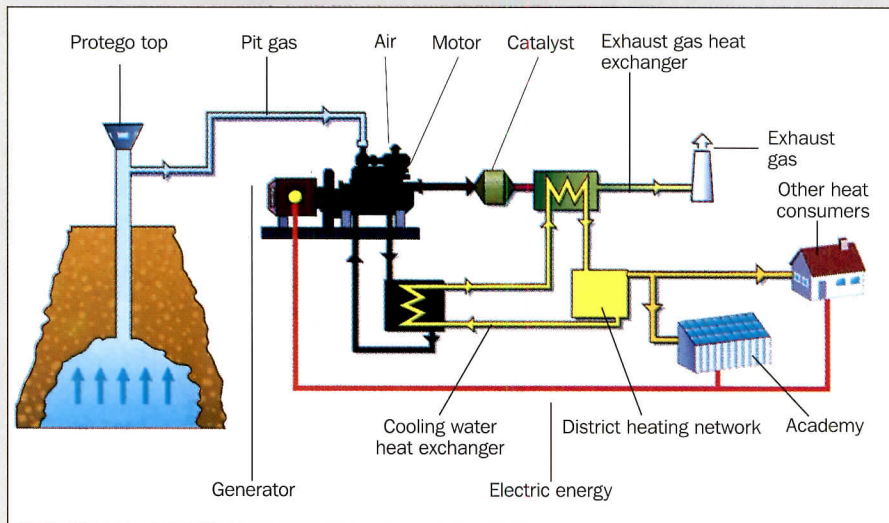 Protego top
Pit gas
Air
Motor
Catalyst
Exhaust gas heat
exchanger
Exhaust
gas
Other heat
consumers
Cooling water
heat exchanger
District heating network
Academy
Generator
Electric energy